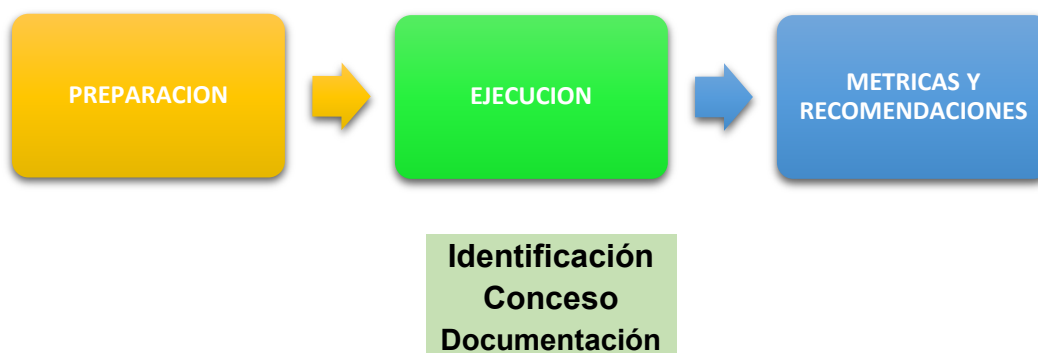 PREPARACION
EJECUCION
METRICAS Y
RECOMENDACIONES
Identificación
Conceso
Documentación